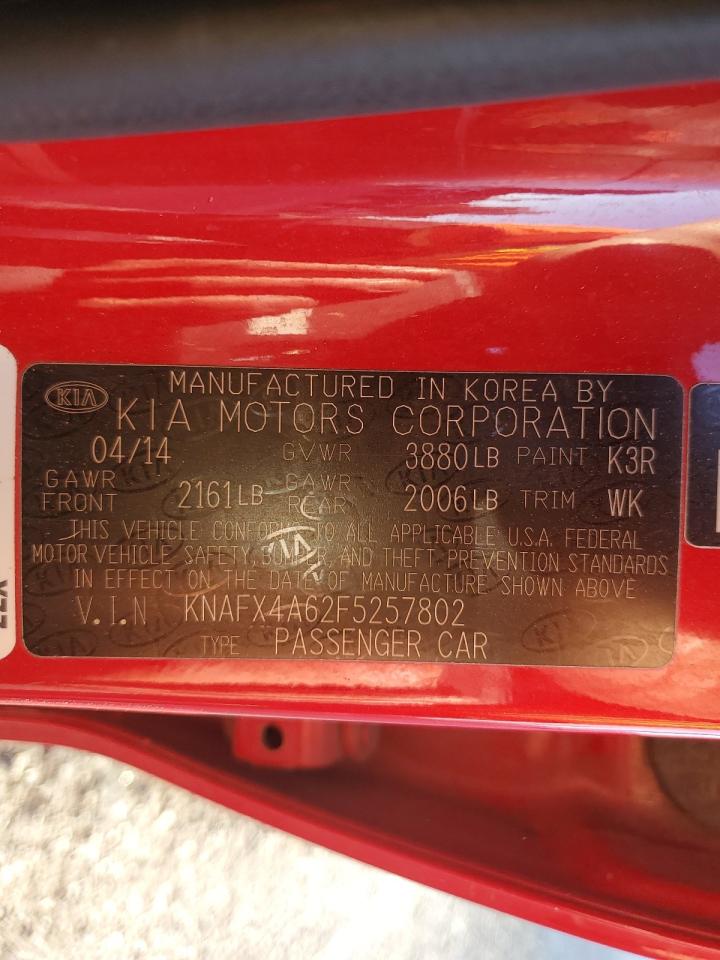 KIA
MANUFACTURED IN KOREA BY
KIA MOTORS CORPORATION
04/14 GVWR 3880LB PAINT K3R
GAWR FRONT 2161LB GAWR REAR 2006LB TRIM WK
THIS VEHICLE CONFORMS TO ALL APPLICABLE U.S.A. FEDERAL
MOTOR VEHICLE SAFETY, AND THEFT PREVENTION STANDARDS
IN EFFECT ON THE DATE OF MANUFACTURE SHOWN ABOVE
V.I.N KNAFX4A62F5257802
TYPE PASSENGER CAR